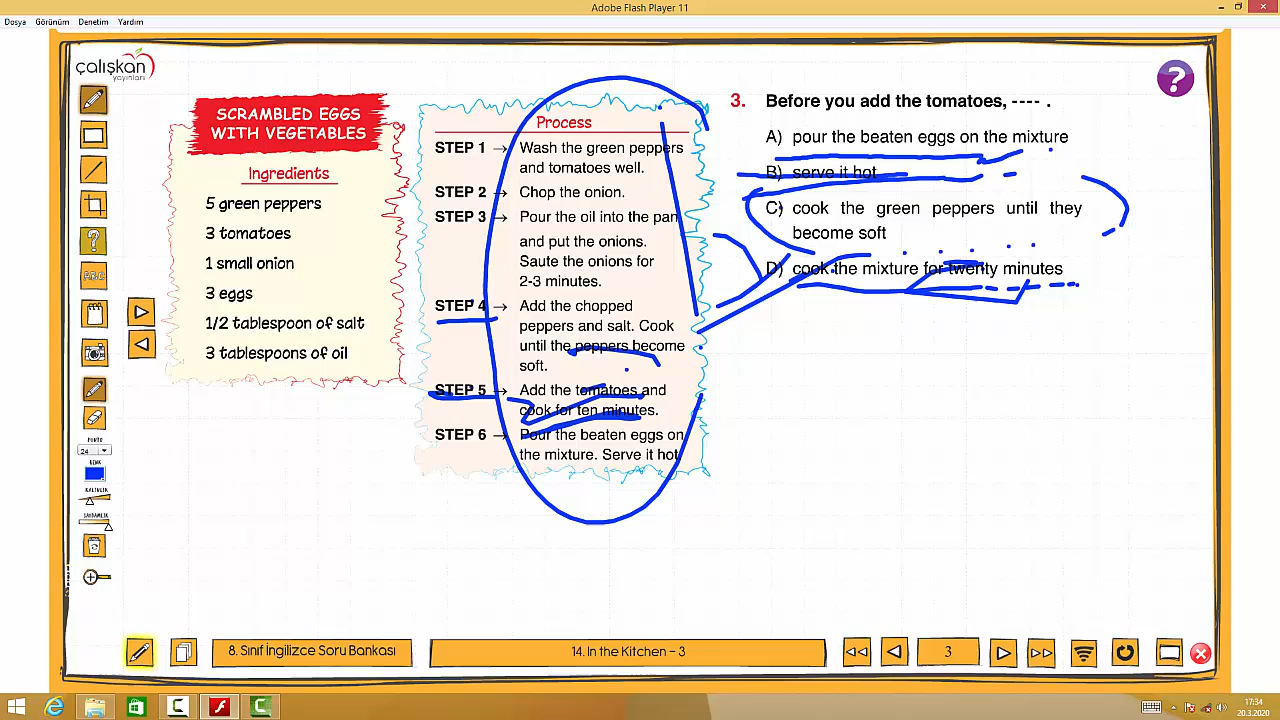 Adobe Flash Player 11
Dosya Görünüm Denetim Yardım
çalışkan
yayınları
SCRAMBLED EGGS
WITH VEGETABLES
Ingredients
5 green peppers
3 tomatoes
1 small onion
3 eggs
1/2 tablespoon of salt
3 tablespoons of oil
Process
STEP 1 → Wash the green peppers
and tomatoes well.
STEP 2 → Chop the onion.
STEP 3 → Pour the oil into the pan
and put the onions.
Saute the onions for
2-3 minutes.
STEP 4 → Add the chopped
peppers and salt. Cook
until the peppers become
soft.
STEP 5 → Add the tomatoes and
cook for ten minutes.
STEP 6 → Pour the beaten eggs on
the mixture. Serve it hot.
3. Before you add the tomatoes, ---- .
A) pour the beaten eggs on the mixture
B) serve it hot
C) cook the green peppers until they
become soft
D) cook the mixture for twenty minutes
?
?
ABC
PUNTO
24
RENK
KALINLIK
SAYDAMLIK
8. Sınıf İngilizce Soru Bankası
14. In the Kitchen – 3
3
17:34
20.3.2020